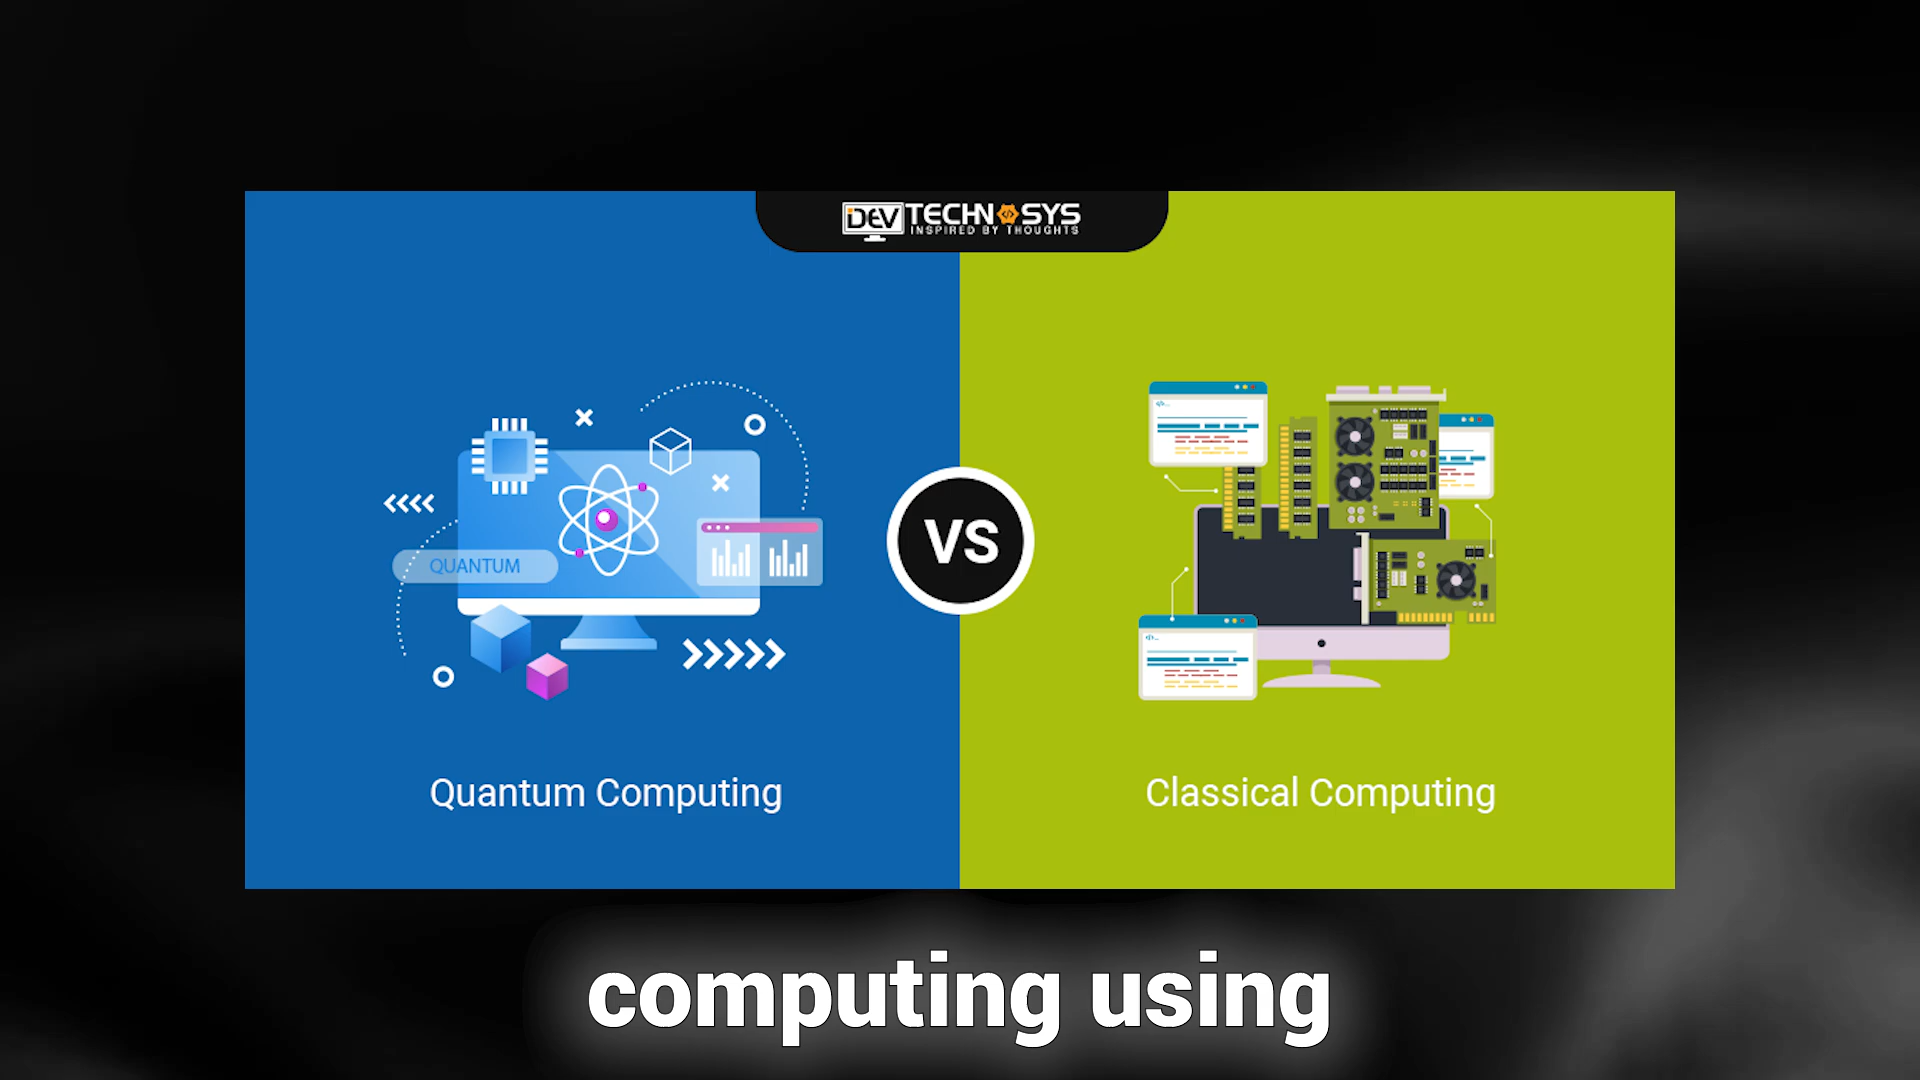 DEV TECHNOSYS
INSPIRED BY THOUGHTS
QUANTUM
VS
Quantum Computing
Classical Computing
computing using